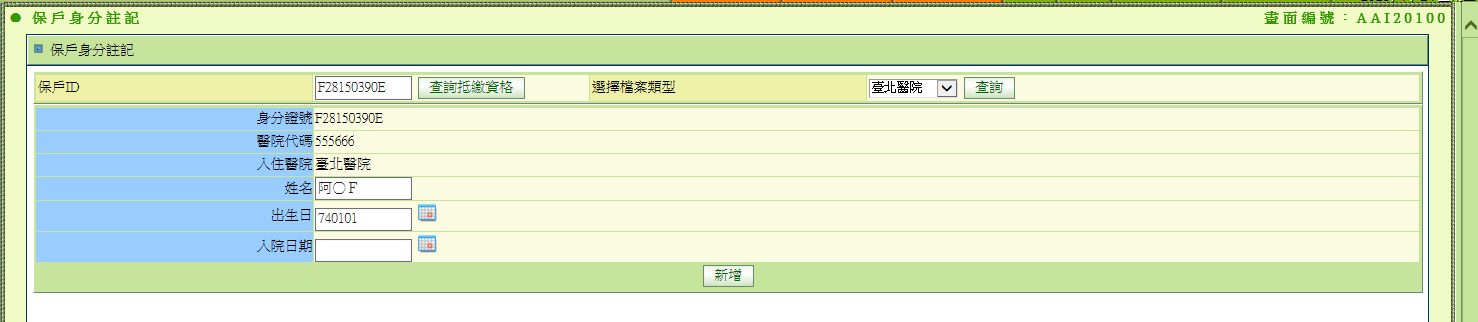 保戶身分註記
畫面編號：AAI20100
保戶身分註記
保戶ID F28150390E 查詢抵繳資格 選擇檔案類型 臺北醫院 查詢
身分證號 F28150390E
醫院代碼 555666
入住醫院 臺北醫院
姓名 阿〇F
出生日 740101
入院日期
新增